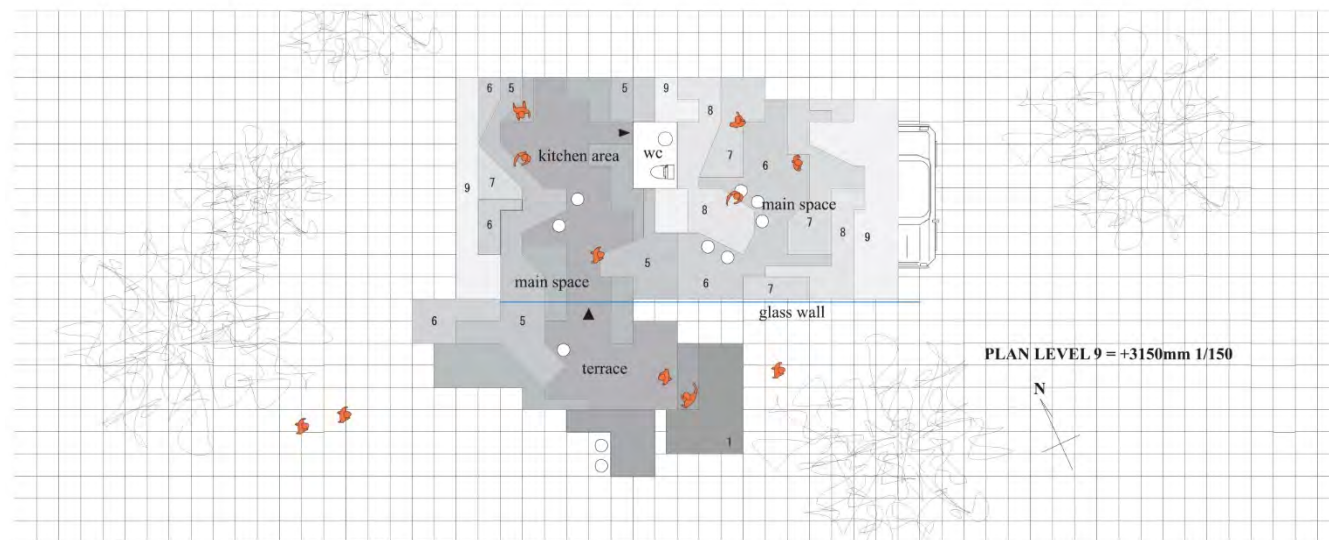 6 5 5 9
8
kitchen area wc
7 6
9 7
8 main space
6 7 8 9
5
main space 6 7
glass wall
6 5
PLAN LEVEL 9 = +3150mm 1/150
terrace
N
1